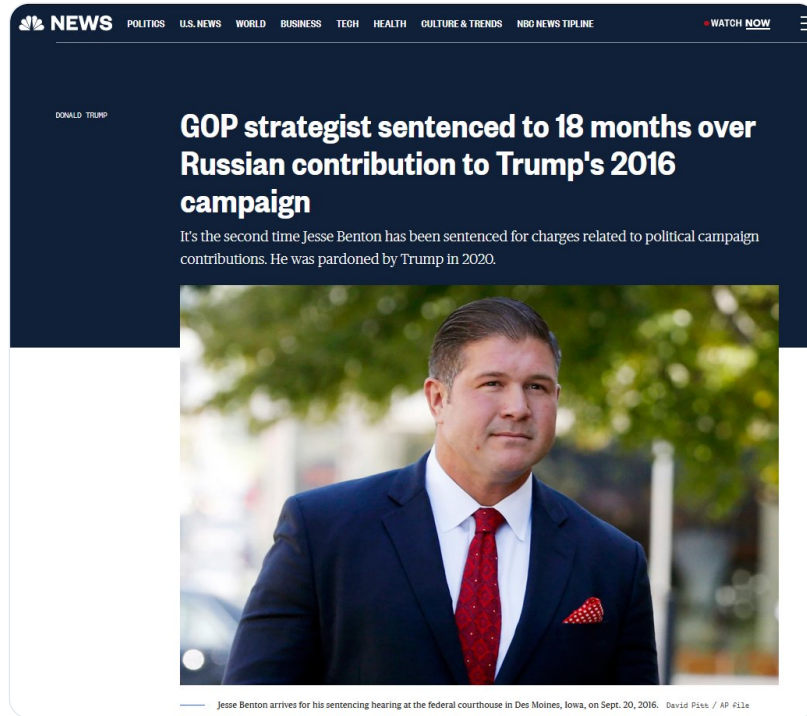 NEWS POLITICS U.S. NEWS WORLD BUSINESS TECH HEALTH CULTURE & TRENDS NBC NEWS TIPLINE WATCH NOW
DONALD TRUMP
GOP strategist sentenced to 18 months over
Russian contribution to Trump's 2016
campaign
It's the second time Jesse Benton has been sentenced for charges related to political campaign
contributions. He was pardoned by Trump in 2020.
Jesse Benton arrives for his sentencing hearing at the federal courthouse in Des Moines, Iowa, on Sept. 20, 2016. David Pitt / AP file